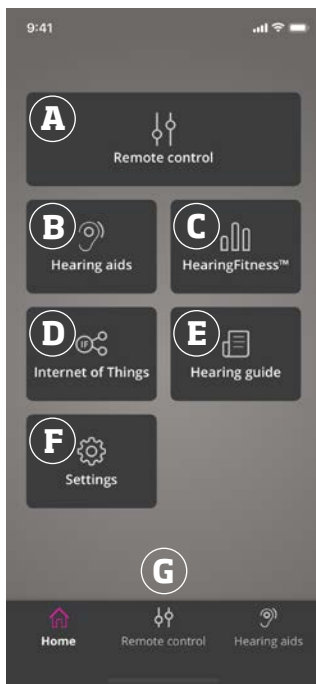 9:41
A
Remote control
B
C
Hearing aids
HearingFitness™
D
IF
E
Internet of Things
Hearing guide
F
Settings
G
Home
Remote control
Hearing aids